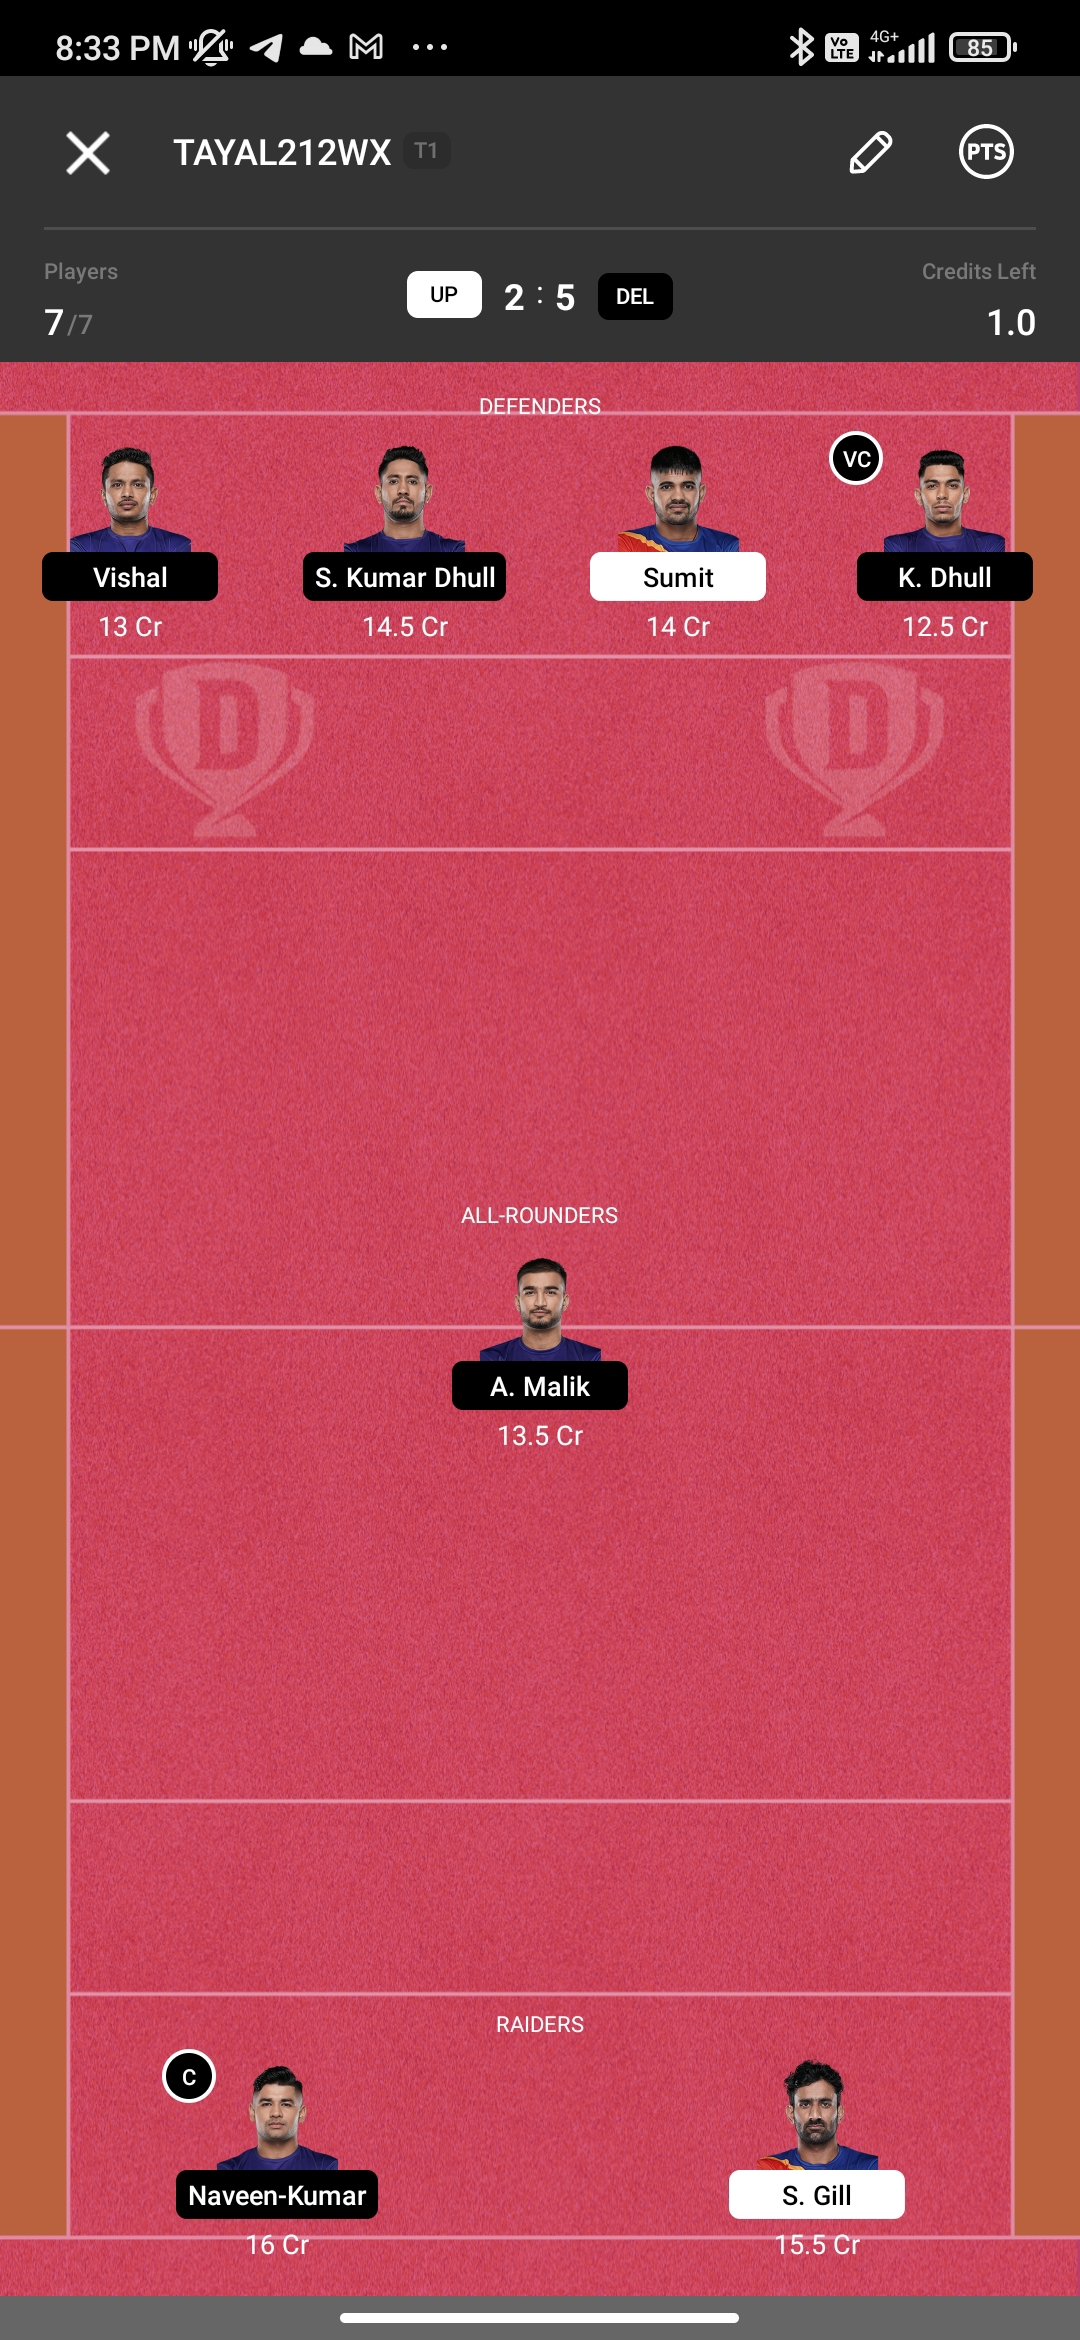 8:33 PM
Vo LTE
4G+
85
TAYAL212WX T1
PTS
Players
Credits Left
7/7
UP 2 : 5 DEL
1.0
DEFENDERS
VC
Vishal
S. Kumar Dhull
Sumit
K. Dhull
13 Cr
14.5 Cr
14 Cr
12.5 Cr
D
D
ALL-ROUNDERS
A. Malik
13.5 Cr
RAIDERS
C
Naveen-Kumar
S. Gill
16 Cr
15.5 Cr